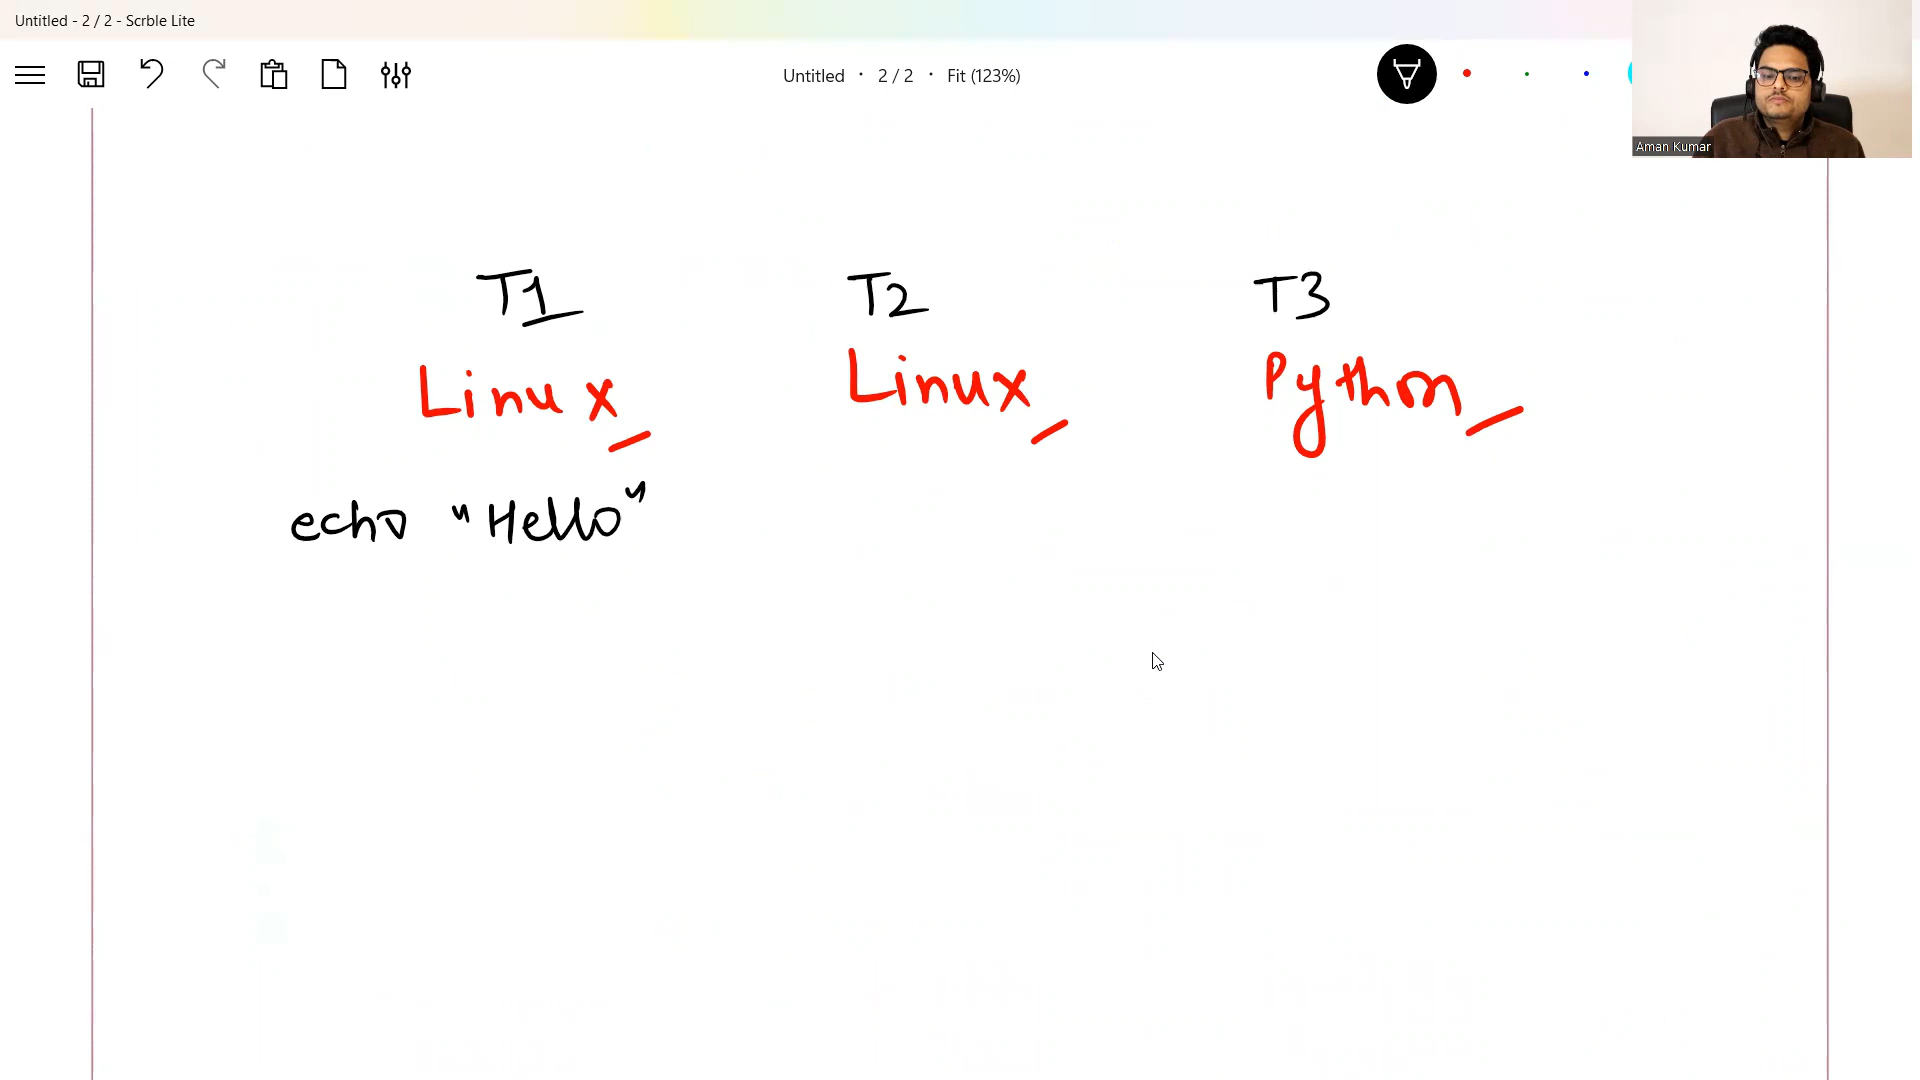 Untitled - 2 / 2 - Scrble Lite
Untitled • 2 / 2 • Fit (123%)
Aman Kumar
T1 T2 T3
Linux Linux Python
echo "Hello"